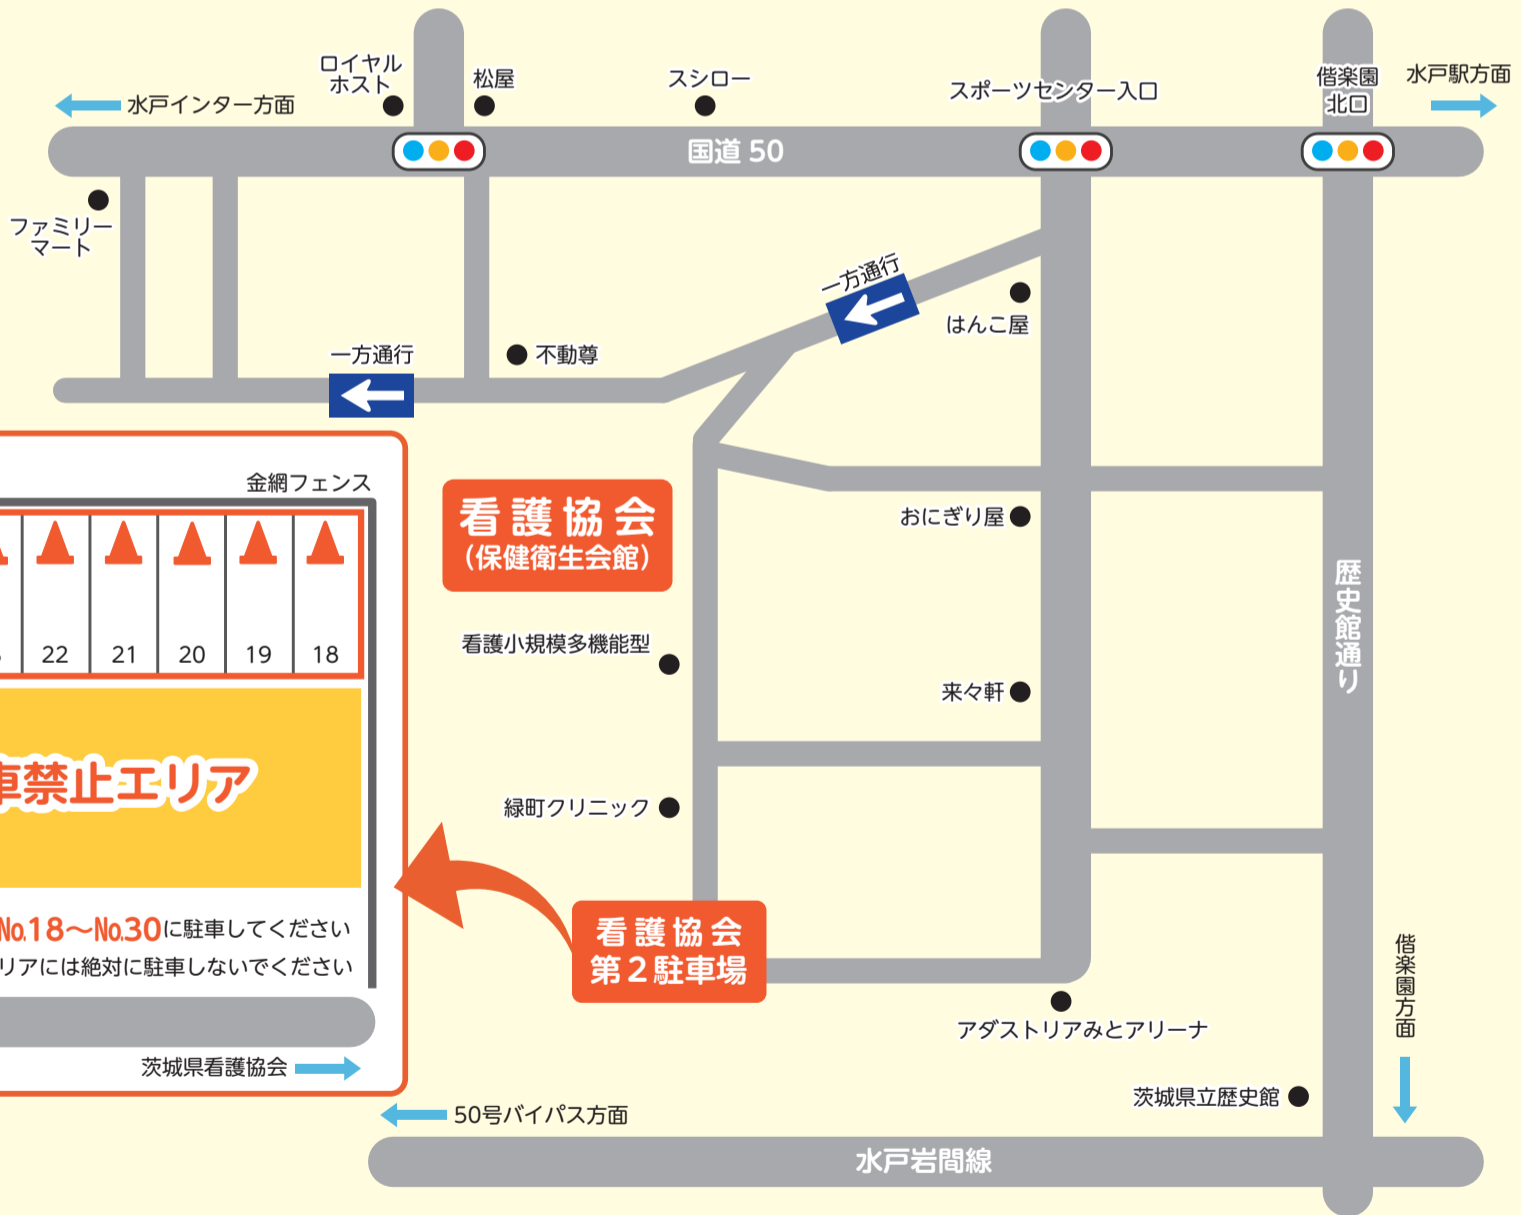 ロイヤル
ホスト
松屋
スシロー
スポーツセンター入口
偕楽園
北口
水戸駅方面
水戸インター方面
国道 50
ファミリー
マート
一方通行
はんこ屋
一方通行
不動尊
金網フェンス
22
21
20
19
18
車禁止エリア
No.18〜No.30に駐車してください
リアには絶対に駐車しないでください
茨城県看護協会
看護協会
（保健衛生会館）
おにぎり屋
看護小規模多機能型
来々軒
歴史館通り
緑町クリニック
看護協会
第2駐車場
偕楽園方面
アダストリアみとアリーナ
茨城県立歴史館
50号バイパス方面
水戸岩間線